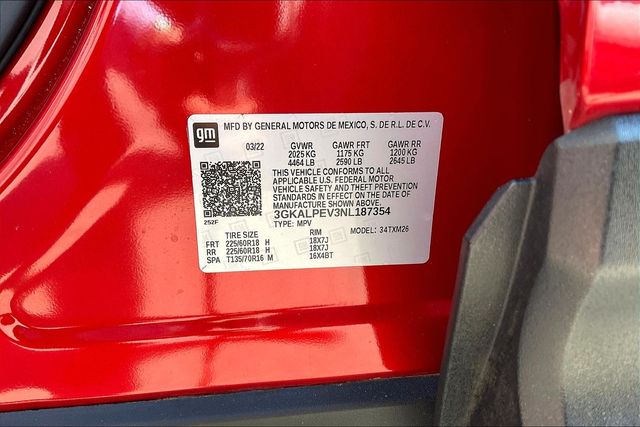 gm MFD BY GENERAL MOTORS DE MEXICO, S. DE R.L. DE C.V.
03/22 GVWR GAWR FRT GAWR RR
2025 KG 1175 KG 1200 KG
4464 LB 2590 LB 2645 LB
THIS VEHICLE CONFORMS TO ALL
APPLICABLE U.S. FEDERAL MOTOR
VEHICLE SAFETY AND THEFT PREVENTION
STANDARDS IN EFFECT ON THE DATE OF
MANUFACTURE SHOWN ABOVE.
3GKALPEV3NL187354
252F TYPE: MPV
TIRE SIZE RIM MODEL: 34TXM26
FRT 225/60R18 H 18X7J
RR 225/60R18 H 18X7J
SPA T135/70R16 M 16X4BT